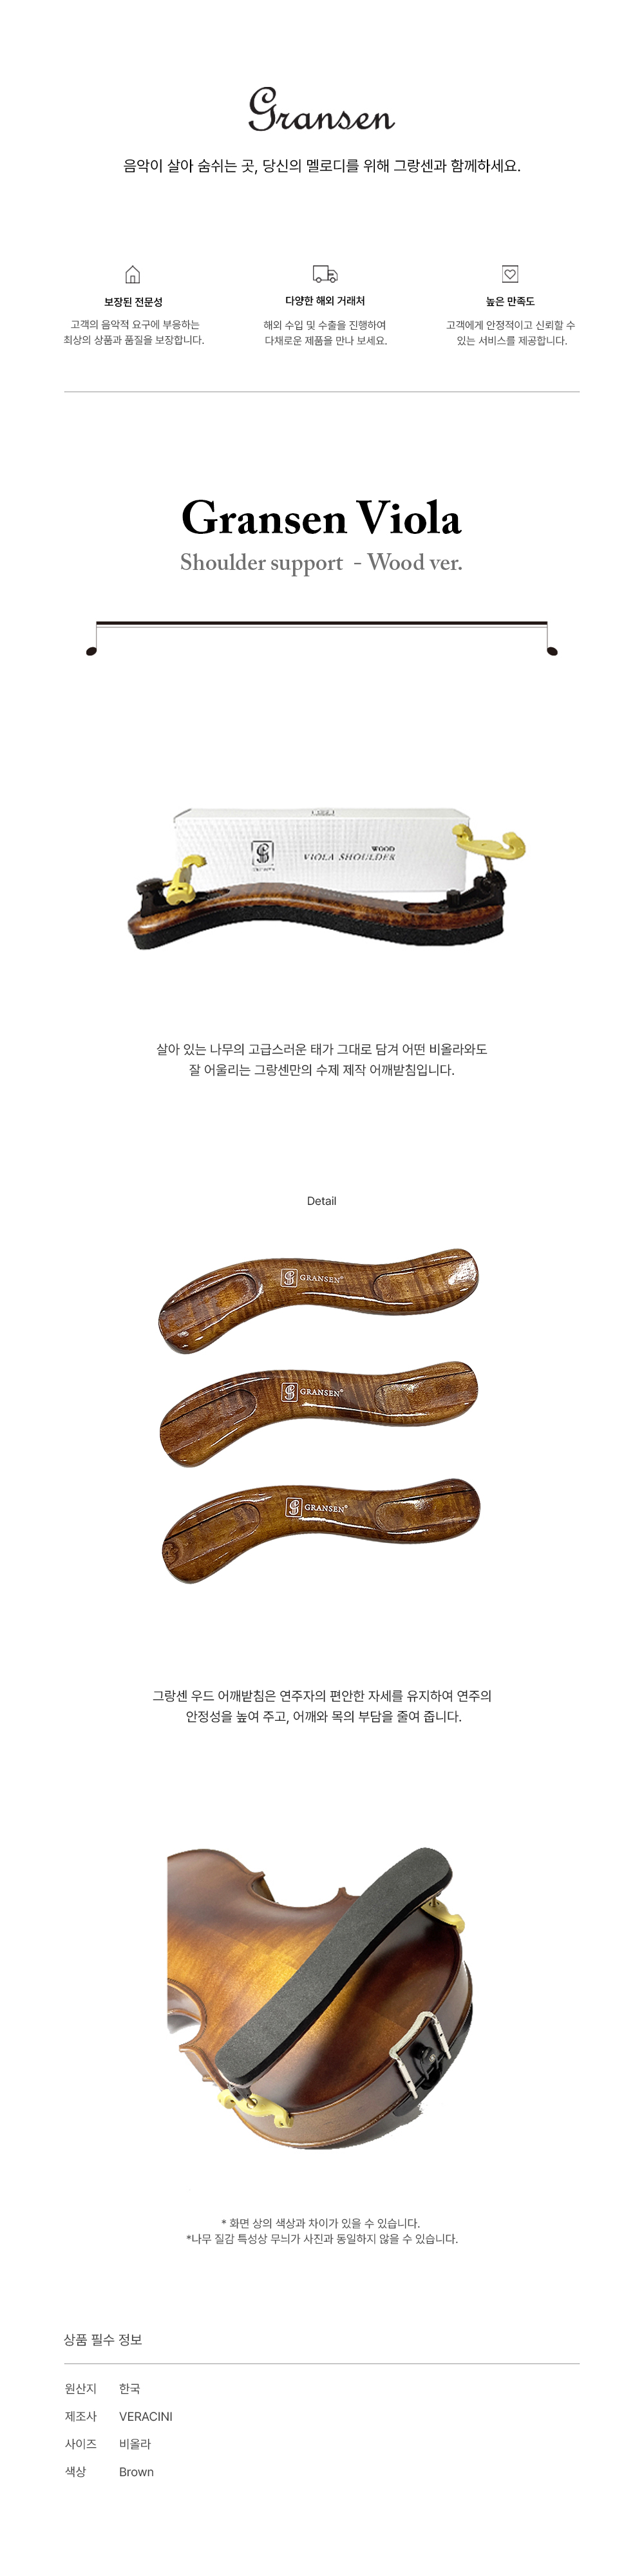 Gransen
음악이 살아 숨쉬는 곳, 당신의 멜로디를 위해 그랑센과 함께하세요.
보장된 전문성
고객의 음악적 요구에 부응하는
최상의 상품과 품질을 보장합니다.
다양한 해외 거래처
해외 수입 및 수출을 진행하여
다채로운 제품을 만나 보세요.
높은 만족도
고객에게 안정적이고 신뢰할 수
있는 서비스를 제공합니다.
Gransen Viola
Shoulder support - Wood ver.
WOOD
VIOLA SHOULDER
살아 있는 나무의 고급스러운 태가 그대로 담겨 어떤 비올라와도
잘 어울리는 그랑센만의 수제 제작 어깨받침입니다.
Detail
GRANSEN
GRANSEN
GRANSEN
그랑센 우드 어깨받침은 연주자의 편안한 자세를 유지하여 연주의
안정성을 높여 주고, 어깨와 목의 부담을 줄여 줍니다.
* 화면 상의 색상과 차이가 있을 수 있습니다.
*나무 질감 특성상 무늬가 사진과 동일하지 않을 수 있습니다.
상품 필수 정보
원산지 한국
제조사 VERACINI
사이즈 비올라
색상 Brown